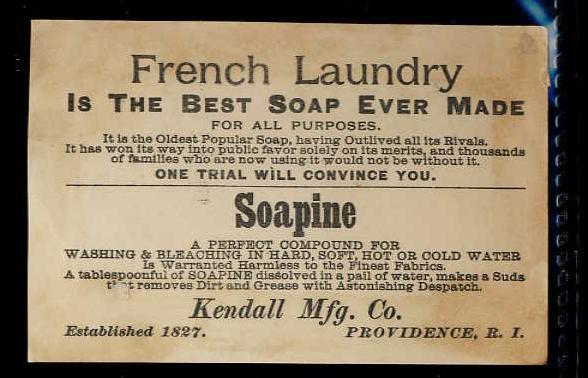 French Laundry
IS THE BEST SOAP EVER MADE
FOR ALL PURPOSES.
It is the Oldest Popular Soap, having Outlived all its Rivals.
It has won its way into public favor solely on its merits, and thousands
of families who are now using it would not be without it.
ONE TRIAL WILL CONVINCE YOU.
Soapine
A PERFECT COMPOUND FOR
WASHING & BLEACHING IN HARD, SOFT, HOT OR COLD WATER
Is Warranted Harmless to the Finest Fabrics.
A tablespoonful of SOAPINE dissolved in a pail of water, makes a Suds
that removes Dirt and Grease with Astonishing Despatch.
Kendall Mfg. Co.
Established 1827. PROVIDENCE, R. I.